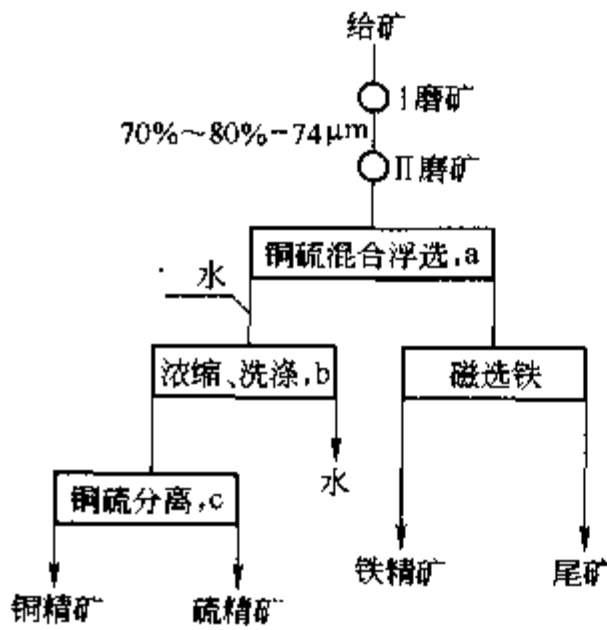 给矿
Ⅰ磨矿
70%~80%-74μm
Ⅱ磨矿
铜硫混合浮选,a
水
浓缩、洗涤,b
磁选铁
水
铜硫分离,c
铜精矿
硫精矿
铁精矿
尾矿